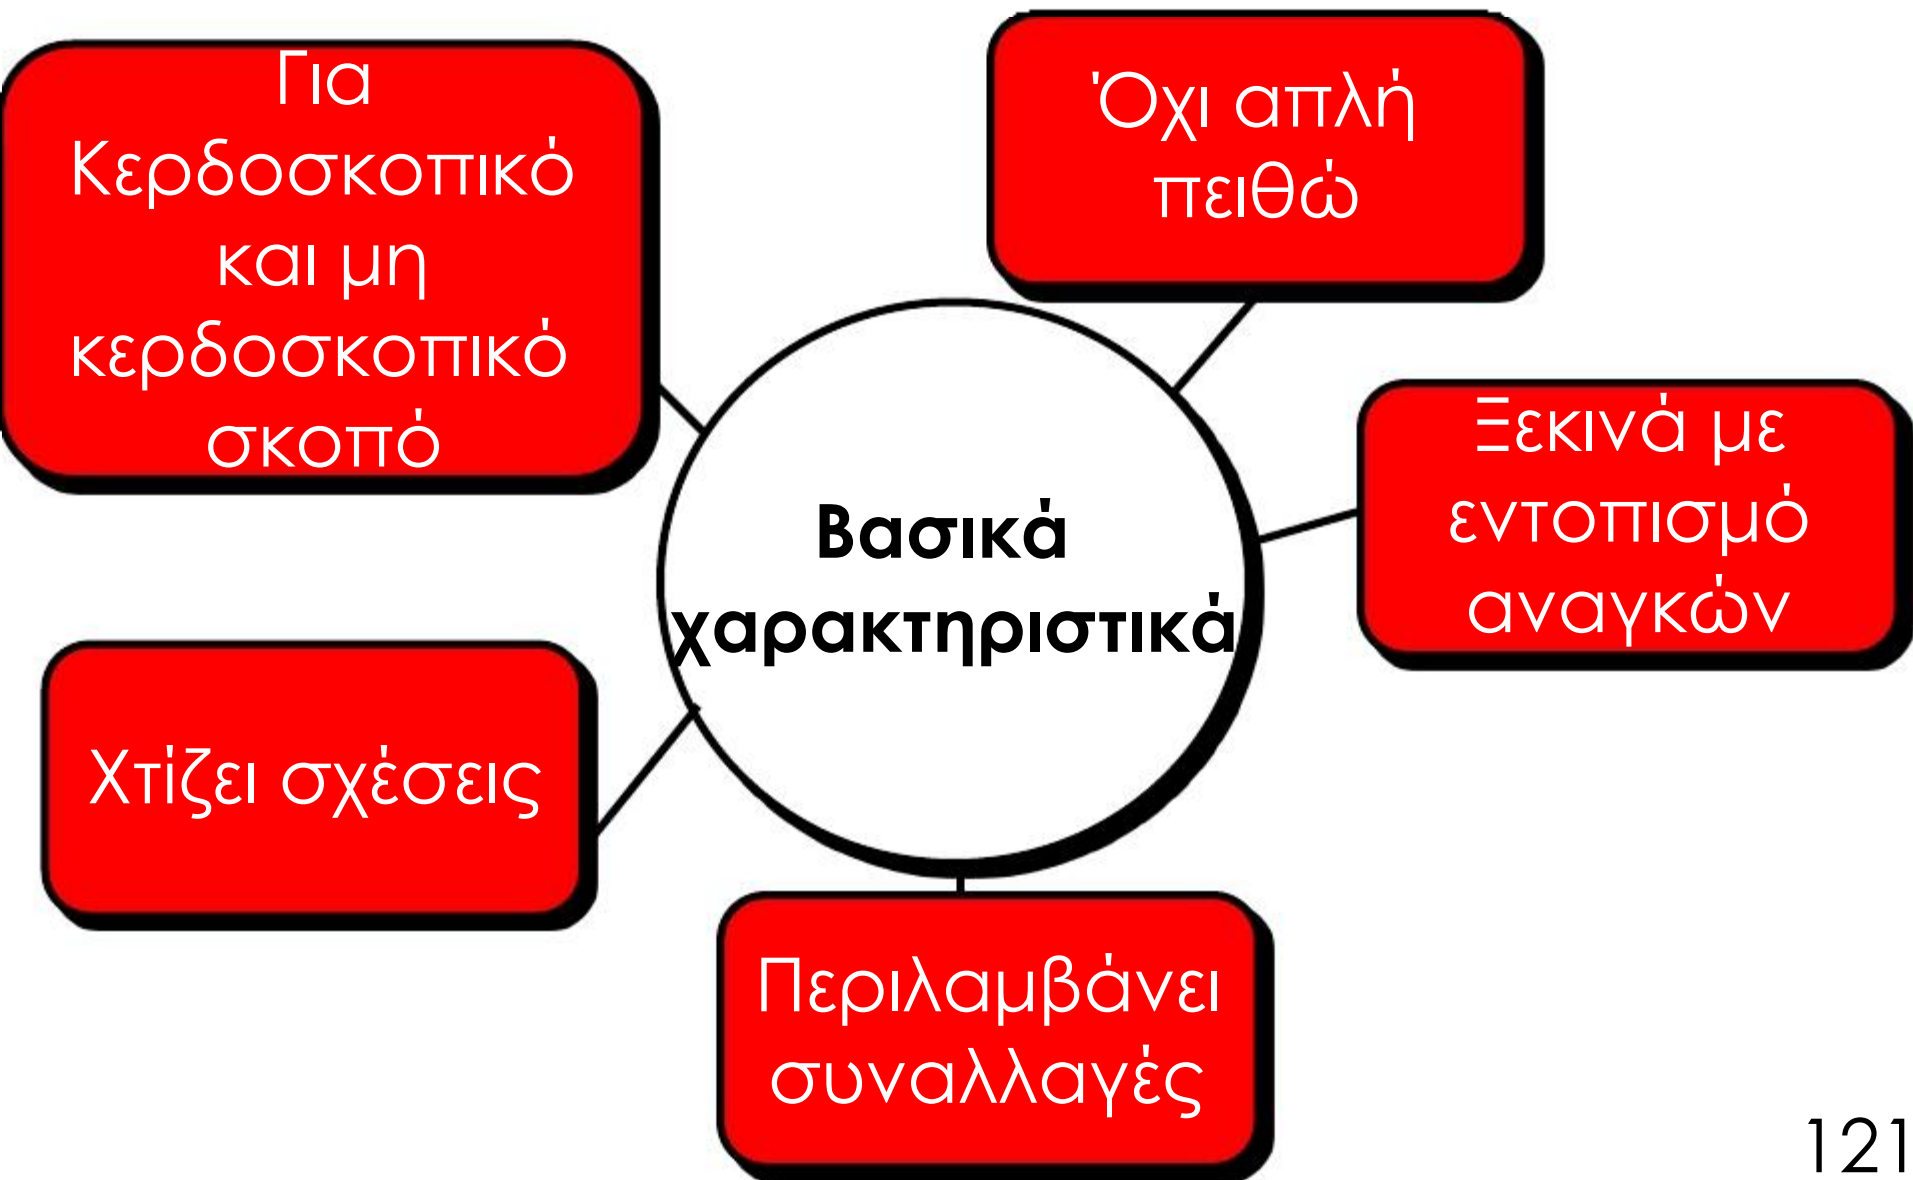 Για
Κερδοσκοπικό
και μη
κερδοσκοπικό
σκοπό
Όχι απλή
πειθώ
Ξεκινά με
εντοπισμό
αναγκών
Βασικά
χαρακτηριστικά
Χτίζει σχέσεις
Περιλαμβάνει
συναλλαγές
121